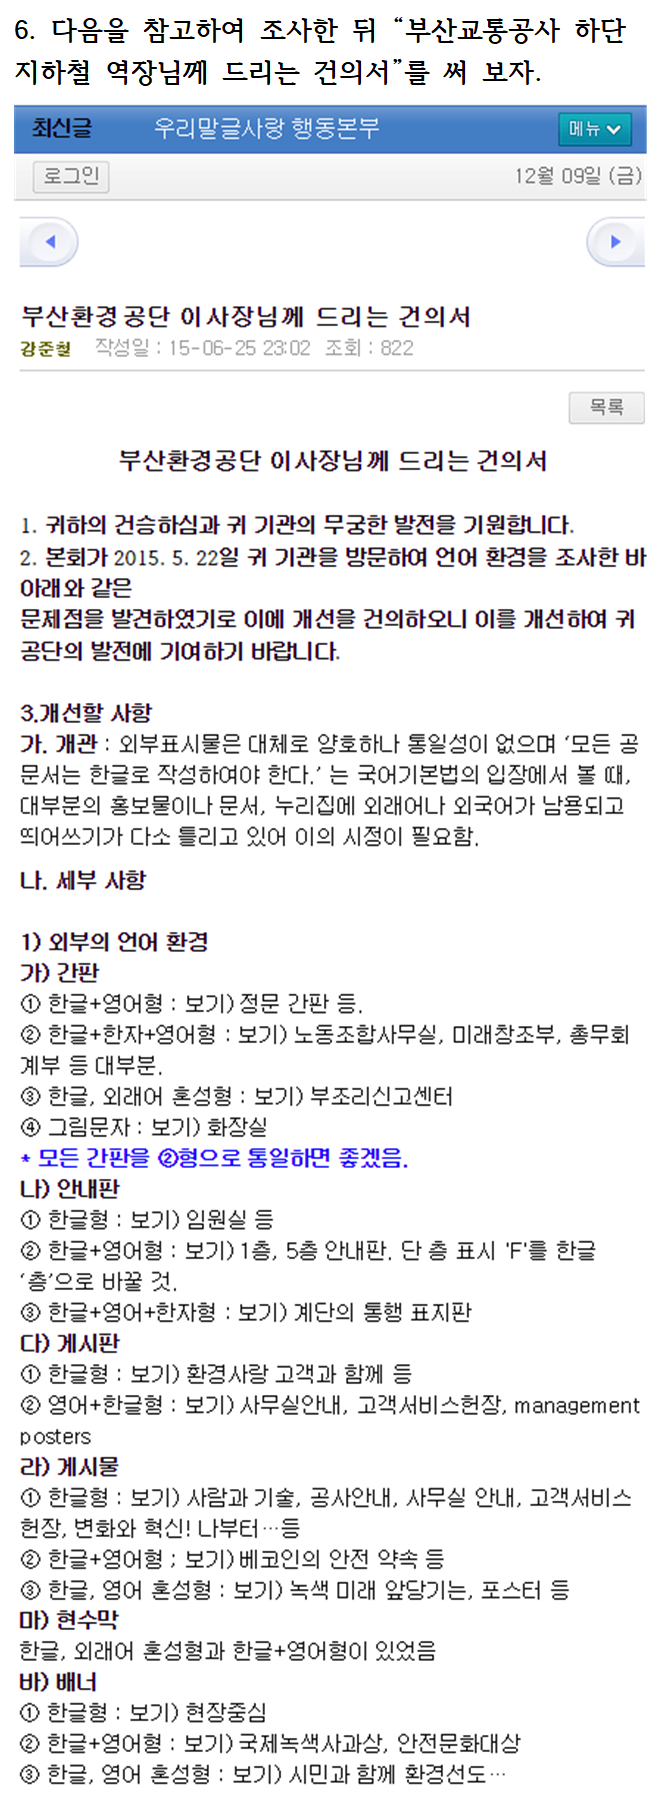 6. 다음을 참고하여 조사한 뒤 “부산교통공사 하단
지하철 역장님께 드리는 건의서”를 써 보자.
최신글 우리말글사랑 행동본부 메뉴
로그인 12월 09일 (금)
부산환경공단 이사장님께 드리는 건의서
강준철 작성일 : 15-06-25 23:02 조회 : 822
목록
부산환경공단 이사장님께 드리는 건의서
1. 귀하의 건승하심과 귀 기관의 무궁한 발전을 기원합니다.
2. 본회가 2015. 5. 22일 귀 기관을 방문하여 언어 환경을 조사한 바
아래와 같은
문제점을 발견하였기로 이에 개선을 건의하오니 이를 개선하여 귀
공단의 발전에 기여하기 바랍니다.
3.개선할 사항
가. 개관 : 외부표시물은 대체로 양호하나 통일성이 없으며 ‘모든 공
문서는 한글로 작성하여야 한다.’ 는 국어기본법의 입장에서 볼 때,
대부분의 홍보물이나 문서, 누리집에 외래어나 외국어가 남용되고
띄어쓰기가 다소 틀리고 있어 이의 시정이 필요함.
나. 세부 사항
1) 외부의 언어 환경
가) 간판
① 한글+영어형 : 보기) 정문 간판 등.
② 한글+한자+영어형 : 보기) 노동조합사무실, 미래창조부, 총무회
계부 등 대부분.
③ 한글, 외래어 혼성형 : 보기) 부조리신고센터
④ 그림문자 : 보기) 화장실
* 모든 간판을 ②형으로 통일하면 좋겠음.
나) 안내판
① 한글형 : 보기) 임원실 등
② 한글+영어형 : 보기) 1층, 5층 안내판. 단 층 표시 'F'를 한글
‘층’으로 바꿀 것.
③ 한글+영어+한자형 : 보기) 계단의 통행 표지판
다) 게시판
① 한글형 : 보기) 환경사랑 고객과 함께 등
② 영어+한글형 : 보기) 사무실안내, 고객서비스헌장, management
posters
라) 게시물
① 한글형 : 보기) 사람과 기술, 공사안내, 사무실 안내, 고객서비스
헌장, 변화와 혁신! 나부터…등
② 한글+영어형 ; 보기) 베코인의 안전 약속 등
③ 한글, 영어 혼성형 : 보기) 녹색 미래 앞당기는, 포스터 등
마) 현수막
한글, 외래어 혼성형과 한글+영어형이 있었음
바) 배너
① 한글형 : 보기) 현장중심
② 한글+영어형 : 보기) 국제녹색사과상, 안전문화대상
③ 한글, 영어 혼성형 : 보기) 시민과 함께 환경선도…